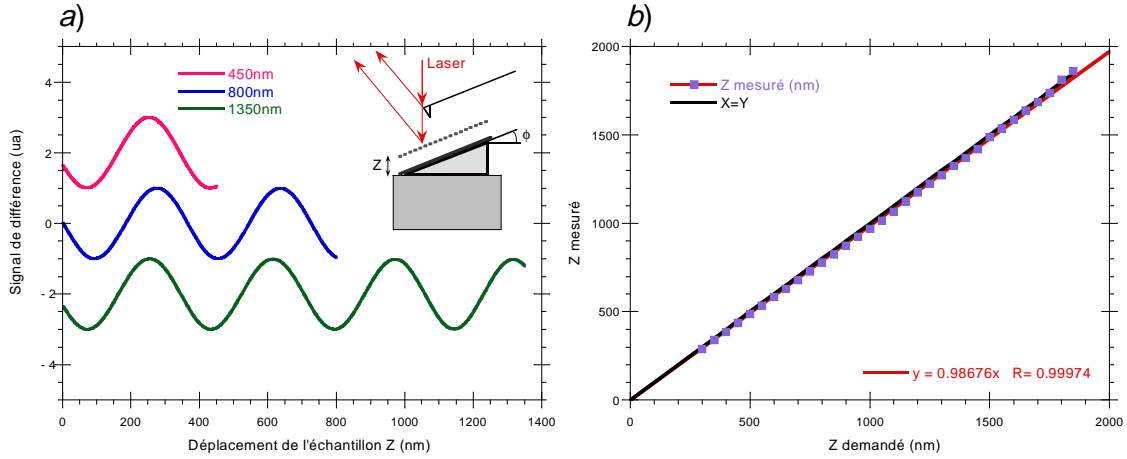 a)
Signal de différence (ua)
4
2
0
- 2
- 4
450nm
800nm
1350nm
Laser
Z
ϕ
0 200 400 600 800 1000 1200 1400
Déplacement de l'échantillon Z (nm)
b)
Z mesuré
2000
1500
1000
500
0
Z mesuré (nm)
X=Y
y = 0.98676x R= 0.99974
0 500 1000 1500 2000
Z demandé (nm)